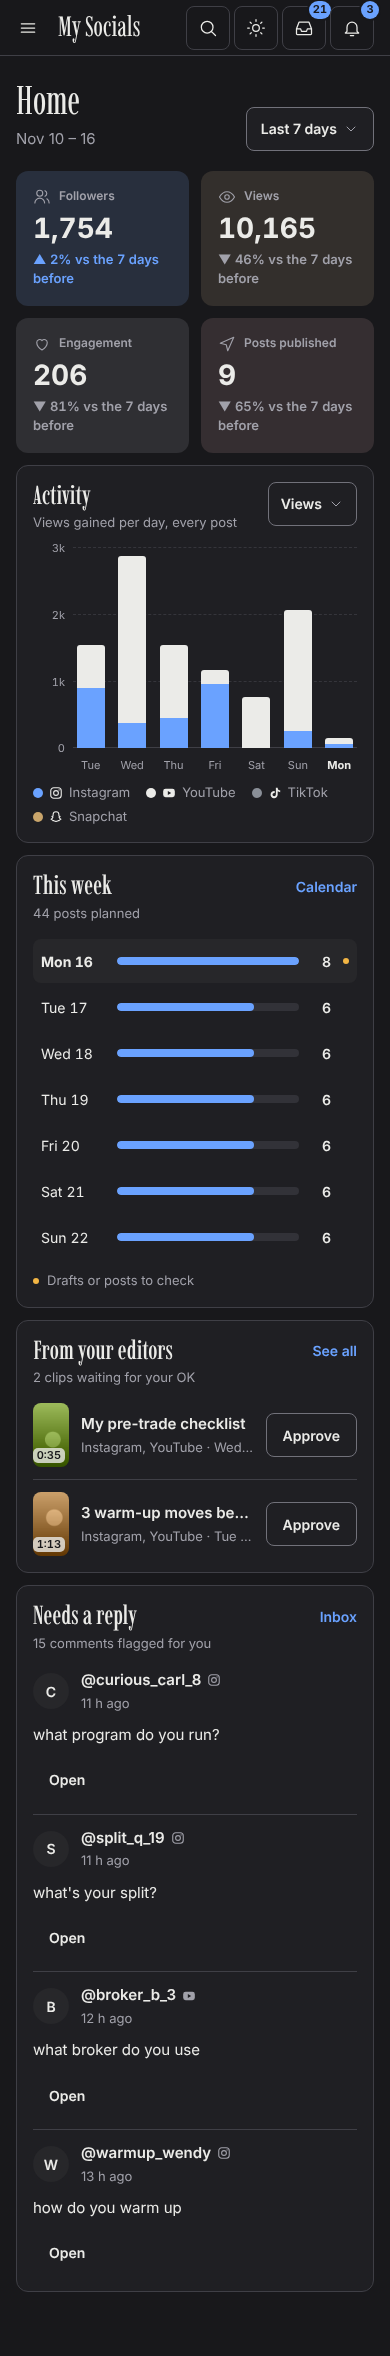 My Socials
21
3
Home
Nov 10 – 16
Last 7 days
Followers
1,754
▲ 2% vs the 7 days
before
Views
10,165
▼ 46% vs the 7 days
before
Engagement
206
▼ 81% vs the 7 days
before
Posts published
9
▼ 65% vs the 7 days
before
Activity
Views gained per day, every post
Views
3k
2k
1k
0
Tue Wed Thu Fri Sat Sun Mon
Instagram YouTube TikTok
Snapchat
This week
Calendar
44 posts planned
Mon 16 8
Tue 17 6
Wed 18 6
Thu 19 6
Fri 20 6
Sat 21 6
Sun 22 6
Drafts or posts to check
From your editors
See all
2 clips waiting for your OK
0:35
My pre-trade checklist
Instagram, YouTube · Wed...
Approve
1:13
3 warm-up moves be...
Instagram, YouTube · Tue ...
Approve
Needs a reply
Inbox
15 comments flagged for you
C
@curious_carl_8
11 h ago
what program do you run?
Open
S
@split_q_19
11 h ago
what's your split?
Open
B
@broker_b_3
12 h ago
what broker do you use
Open
W
@warmup_wendy
13 h ago
how do you warm up
Open